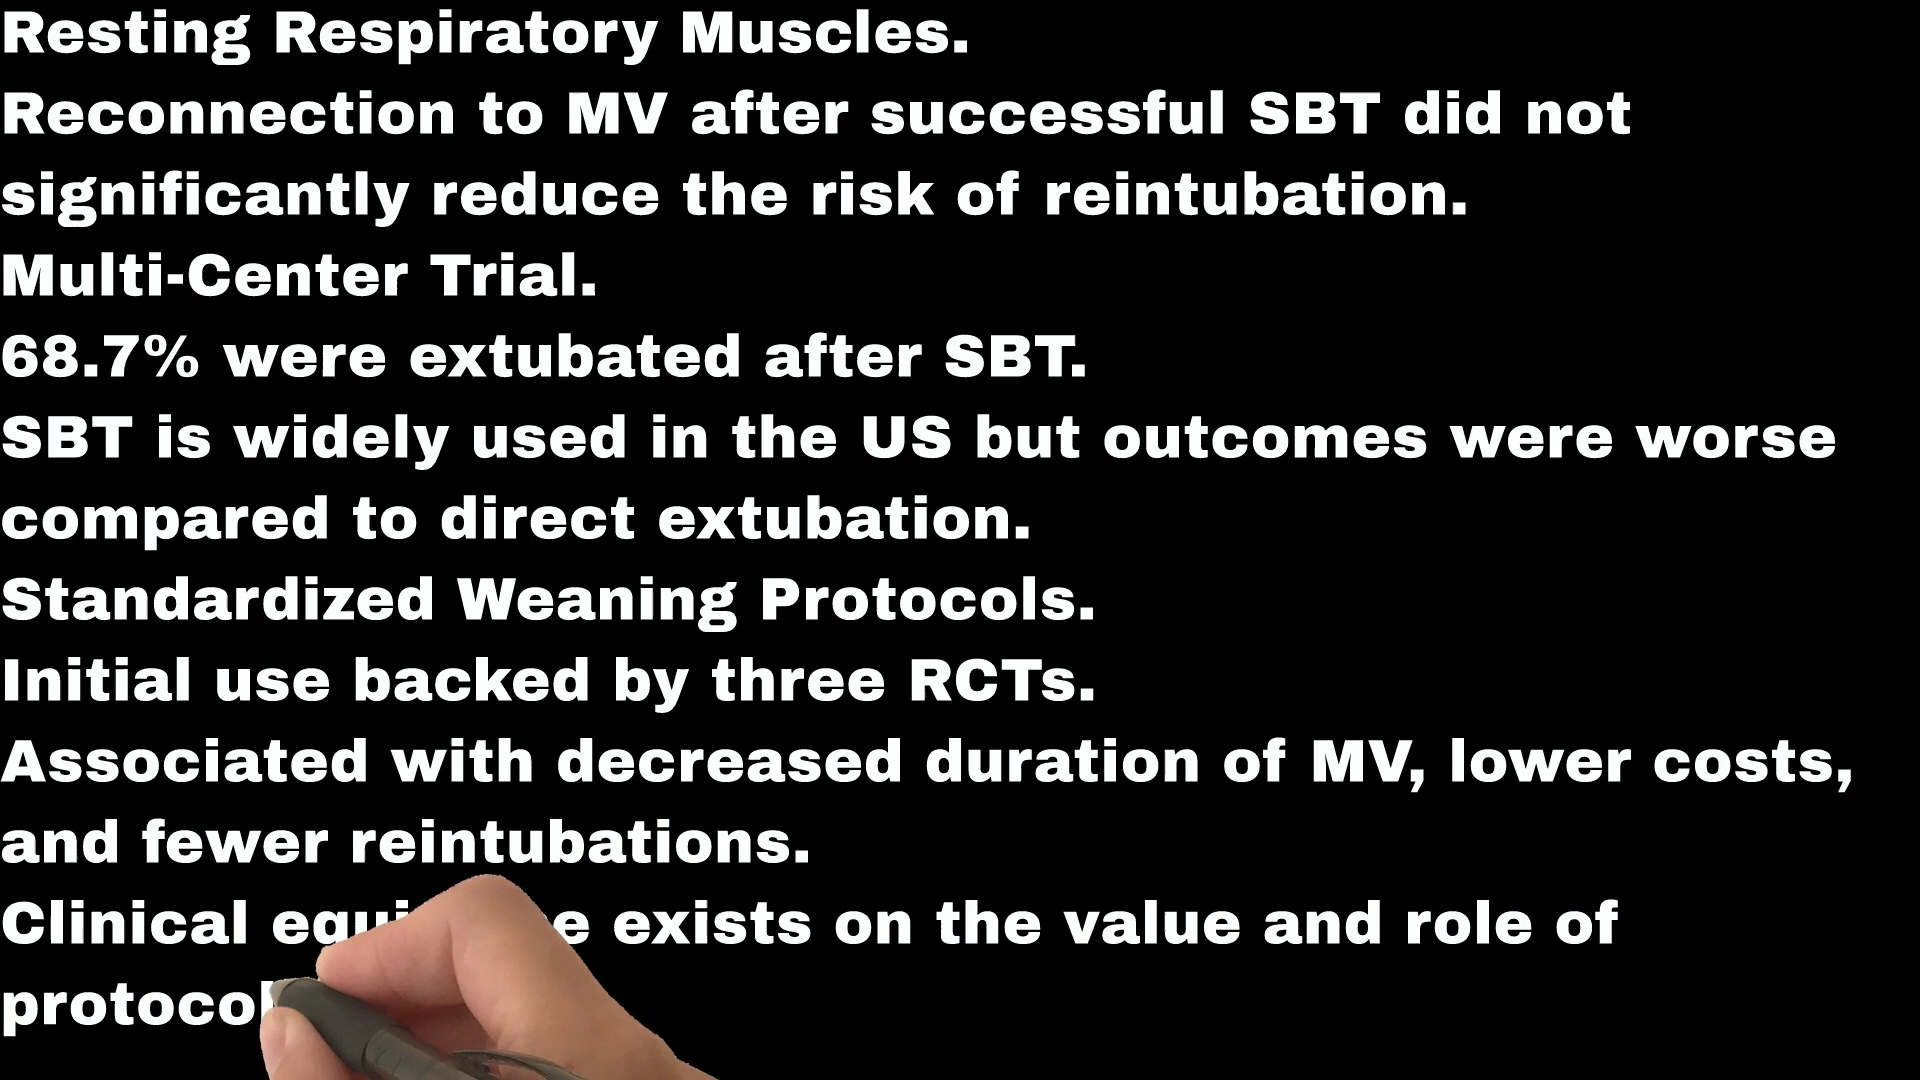 Resting Respiratory Muscles.
Reconnection to MV after successful SBT did not
significantly reduce the risk of reintubation.
Multi-Center Trial.
68.7% were extubated after SBT.
SBT is widely used in the US but outcomes were worse
compared to direct extubation.
Standardized Weaning Protocols.
Initial use backed by three RCTs.
Associated with decreased duration of MV, lower costs,
and fewer reintubations.
Clinical exists on the value and role of